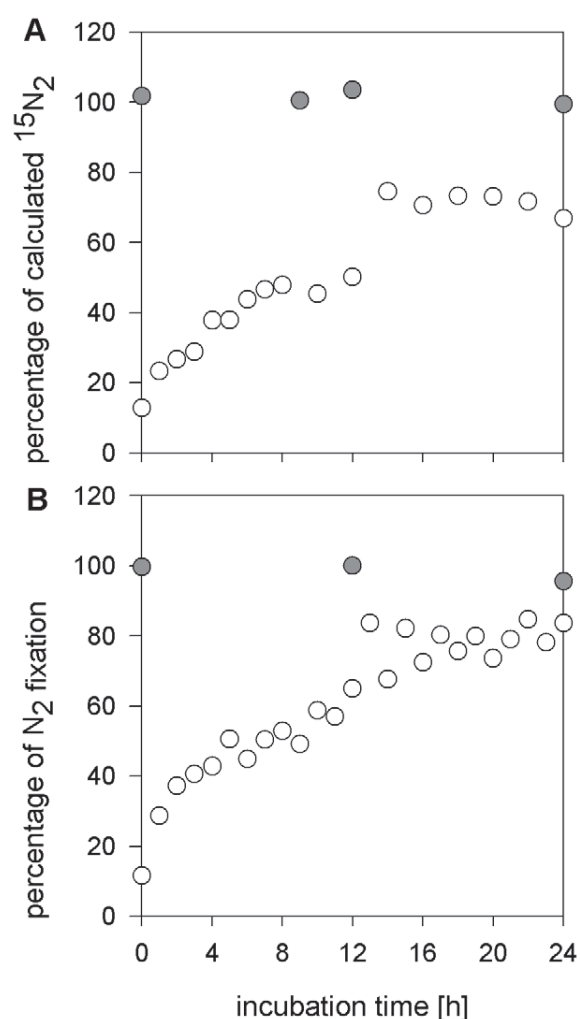 A
120
100
80
60
40
20
0
percentage of calculated ¹⁵N₂
B
120
100
80
60
40
20
0
percentage of N₂ fixation
0 4 8 12 16 20 24
incubation time [h]